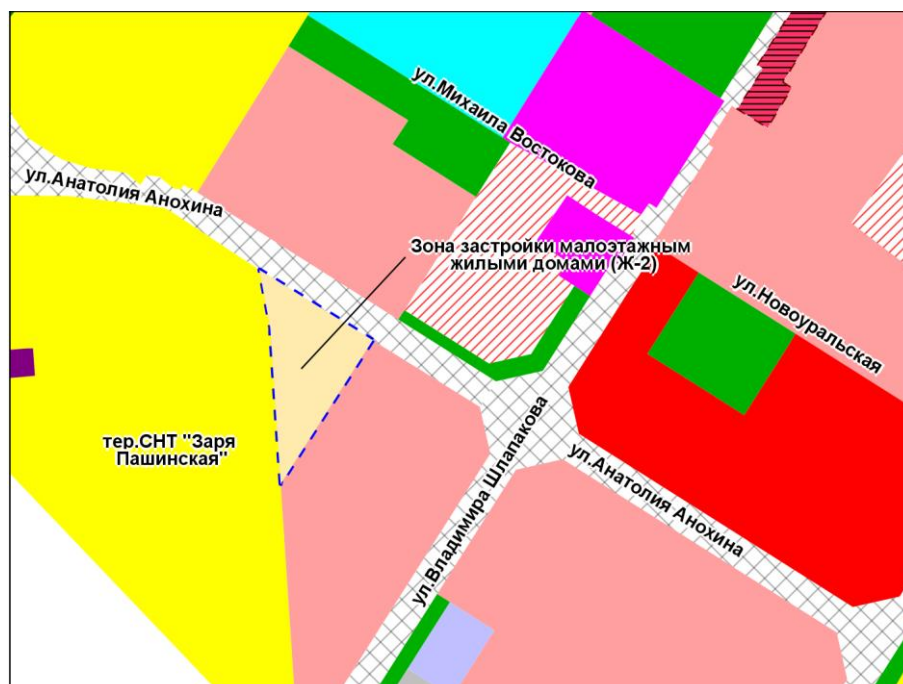 ул.Михаила Востокова
ул.Анатолия Анохина
Зона застройки малоэтажным
жилыми домами (Ж-2)
ул.Новоуральская
тер.СНТ "Заря
Пашинская"
ул.Владимира Шлапакова
ул.Анатолия Анохина